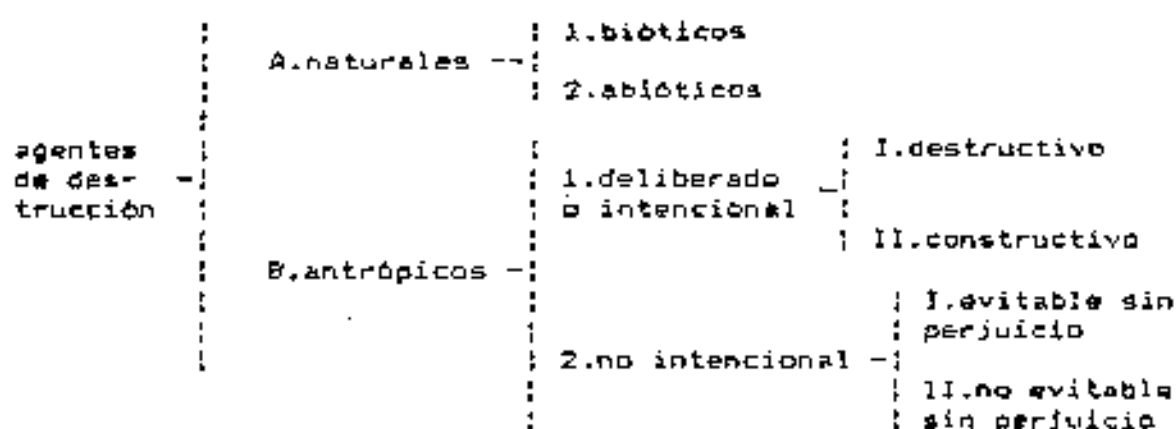 agentes
de des-
trucción
A.naturales
1.bióticos
2.abióticos
B.antrópicos
1.deliberado
o intencional
I.destructivo
II.constructivo
2.no intencional
I.evitable sin
perjuicio
II.no evitable
sin perjuicio